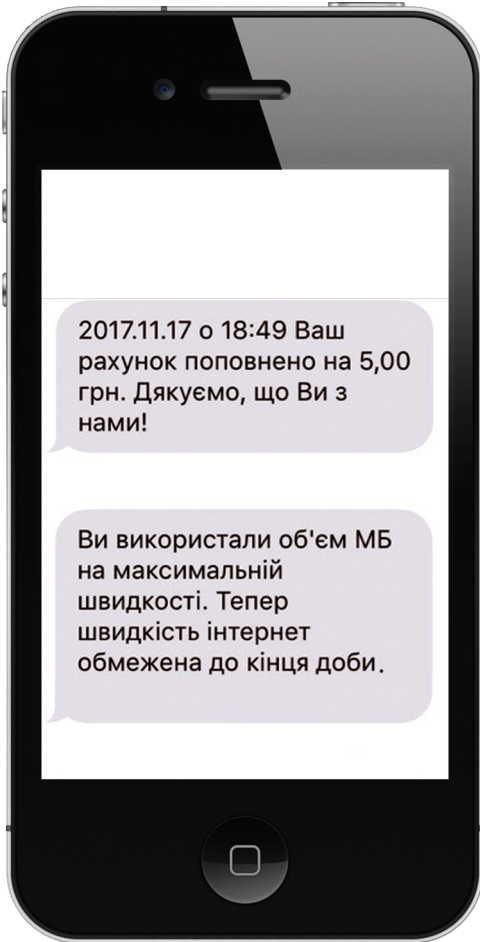 2017.11.17 о 18:49 Ваш
рахунок поповнено на 5,00
грн. Дякуємо, що Ви з
нами!
Ви використали об'єм МБ
на максимальній
швидкості. Тепер
швидкість інтернет
обмежена до кінця доби.